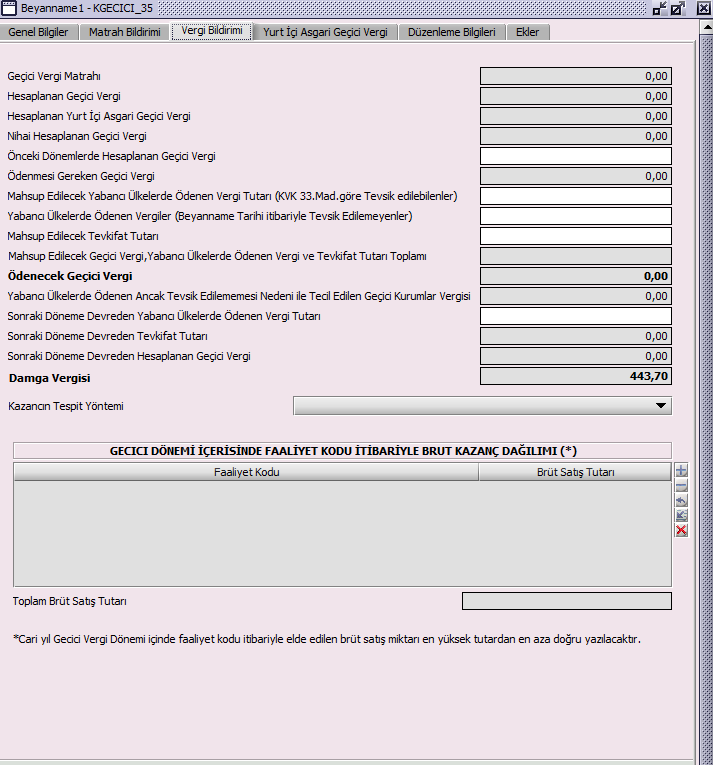 Beyanname1 - KGECICI_35
Genel Bilgiler Matrah Bildirimi Vergi Bildirimi Yurt İçi Asgari Geçici Vergi Düzenleme Bilgileri Ekler
Geçici Vergi Matrahı 0,00
Hesaplanan Geçici Vergi 0,00
Hesaplanan Yurt İçi Asgari Geçici Vergi 0,00
Nihai Hesaplanan Geçici Vergi 0,00
Önceki Dönemlerde Hesaplanan Geçici Vergi
Ödenmesi Gereken Geçici Vergi 0,00
Mahsup Edilecek Yabancı Ülkelerde Ödenen Vergi Tutarı (KVK 33.Mad.göre Tevsik edilebilenler)
Yabancı Ülkelerde Ödenen Vergiler (Beyanname Tarihi itibariyle Tevsik Edilemeyenler)
Mahsup Edilecek Tevkifat Tutarı
Mahsup Edilecek Geçici Vergi,Yabancı Ülkelerde Ödenen Vergi ve Tevkifat Tutarı Toplamı
Ödenecek Geçici Vergi 0,00
Yabancı Ülkelerde Ödenen Ancak Tevsik Edilememesi Nedeni ile Tecil Edilen Geçici Kurumlar Vergisi 0,00
Sonraki Döneme Devreden Yabancı Ülkelerde Ödenen Vergi Tutarı
Sonraki Döneme Devreden Tevkifat Tutarı 0,00
Sonraki Döneme Devreden Hesaplanan Geçici Vergi 0,00
Damga Vergisi 443,70
Kazancın Tespit Yöntemi
GECICI DÖNEMİ İÇERİSİNDE FAALİYET KODU İTİBARİYLE BRUT KAZANÇ DAĞILIMI (*)
Faaliyet Kodu Brüt Satış Tutarı
Toplam Brüt Satış Tutarı
*Cari yıl Gecici Vergi Dönemi içinde faaliyet kodu itibariyle elde edilen brüt satış miktarı en yüksek tutardan en aza doğru yazılacaktır.